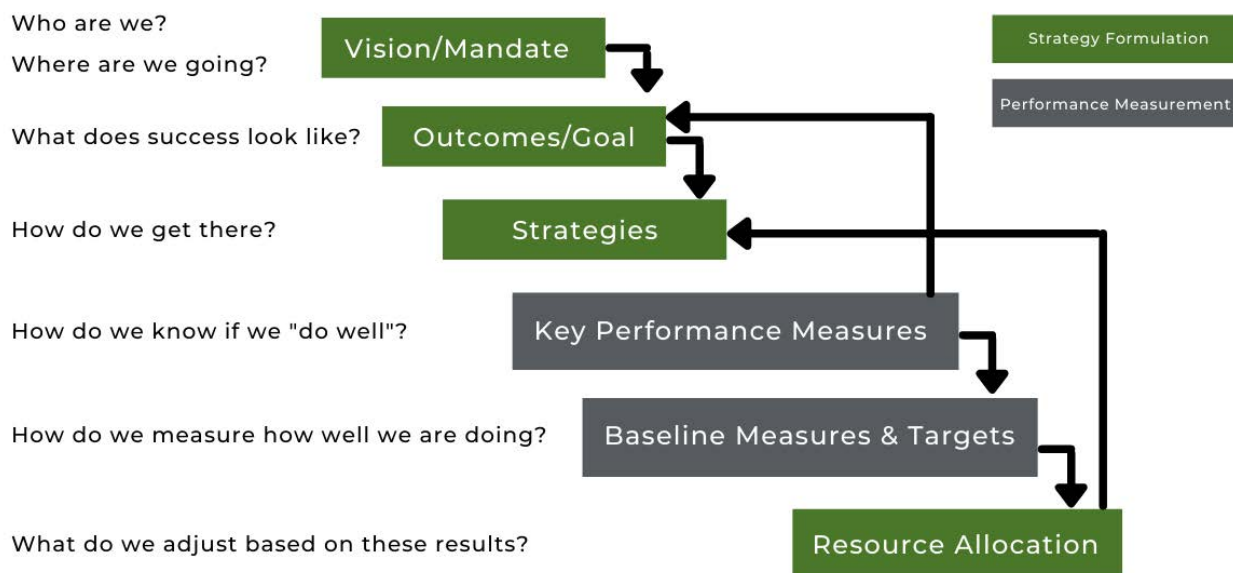 Who are we?
Where are we going?
Vision/Mandate
Strategy Formulation
Performance Measurement
What does success look like?
Outcomes/Goal
How do we get there?
Strategies
How do we know if we "do well"?
Key Performance Measures
How do we measure how well we are doing?
Baseline Measures & Targets
What do we adjust based on these results?
Resource Allocation